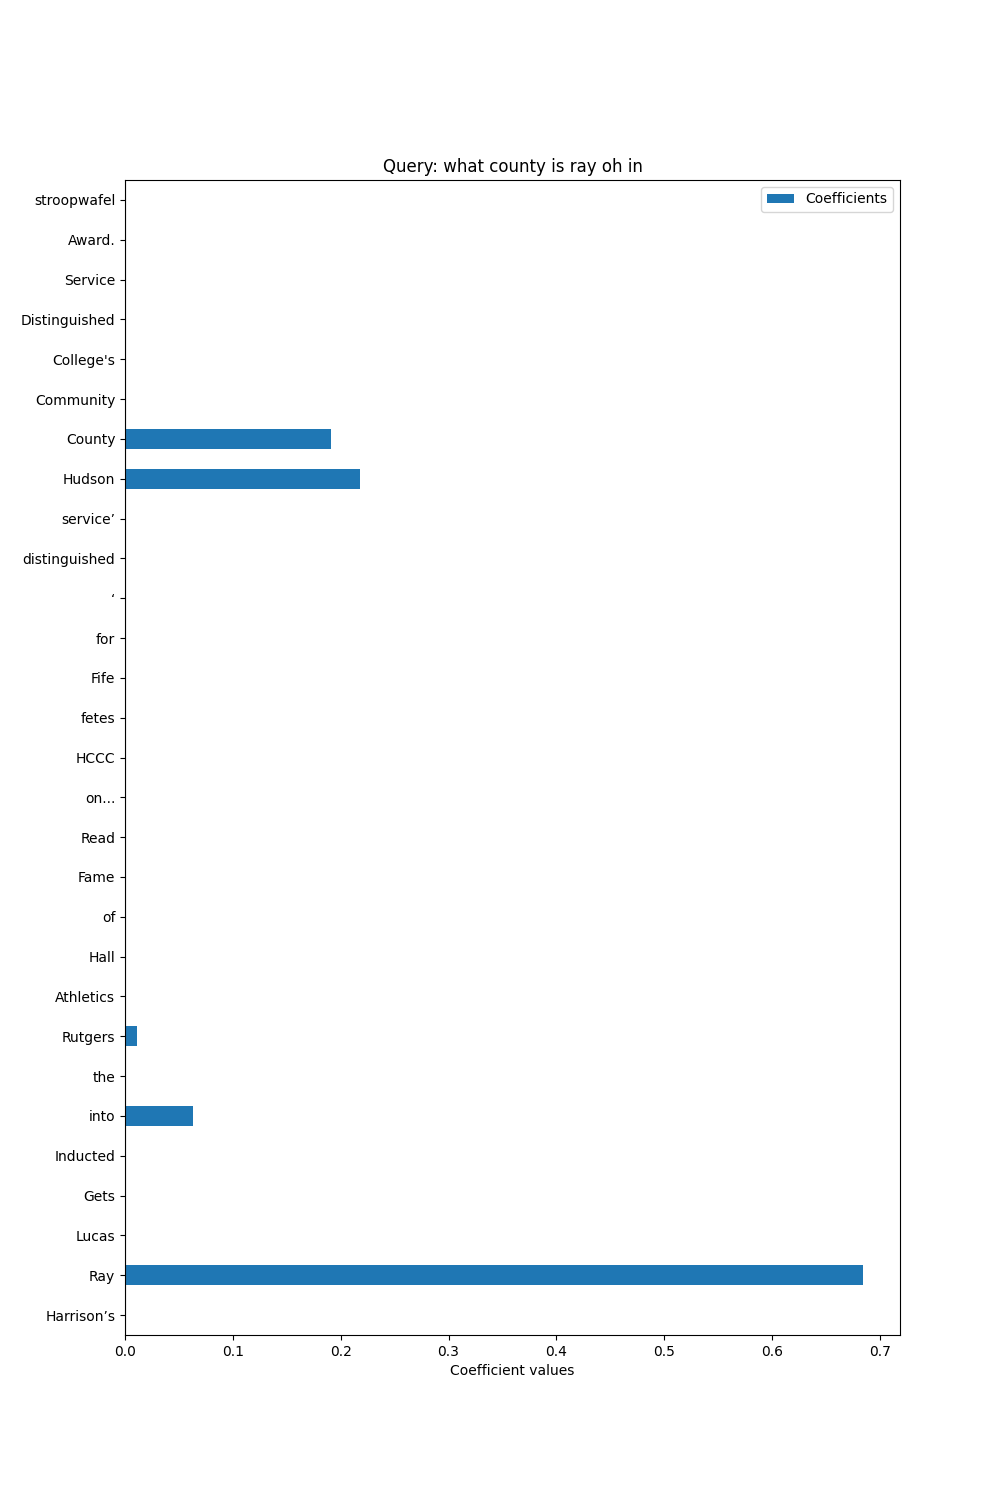 Query: what county is ray oh in
Coefficients
stroopwafel
Award.
Service
Distinguished
College's
Community
County
Hudson
service’
distinguished
‘
for
Fife
fetes
HCCC
on...
Read
Fame
of
Hall
Athletics
Rutgers
the
into
Inducted
Gets
Lucas
Ray
Harrison’s
0.0 0.1 0.2 0.3 0.4 0.5 0.6 0.7
Coefficient values